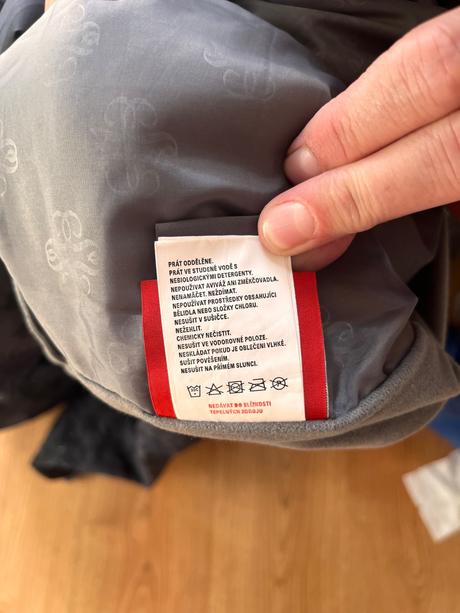 PRÁT ODDĚLENE.
PRÁT VE STUDENÉ VODĚ S
NEBIOLOGICKÝMI DETERGENTY.
NEPOUŽÍVAT AVIVÁŽ ANI ZMĚKČOVADLA.
NENAMÁČET. NEŽDÍMAT.
NEPOUŽÍVAT PROSTŘEDKY OBSAHUJÍCÍ
BĚLIDLA NEBO SLOŽKY CHLORU.
NESUŠIT V SUŠIČCE.
NEŽEHLIT.
CHEMICKY NEČISTIT.
NESUŠIT VE VODOROVNÉ POLOZE.
NESKLÁDAT POKUD JE OBLEČENÍ VLHKÉ.
SUŠIT POVĚŠENÍM.
NESUŠIT NA PŘÍMÉM SLUNCI.
NEDÁVAT DO BLÍZKOSTI
TEPELNÝCH ZDROJŮ